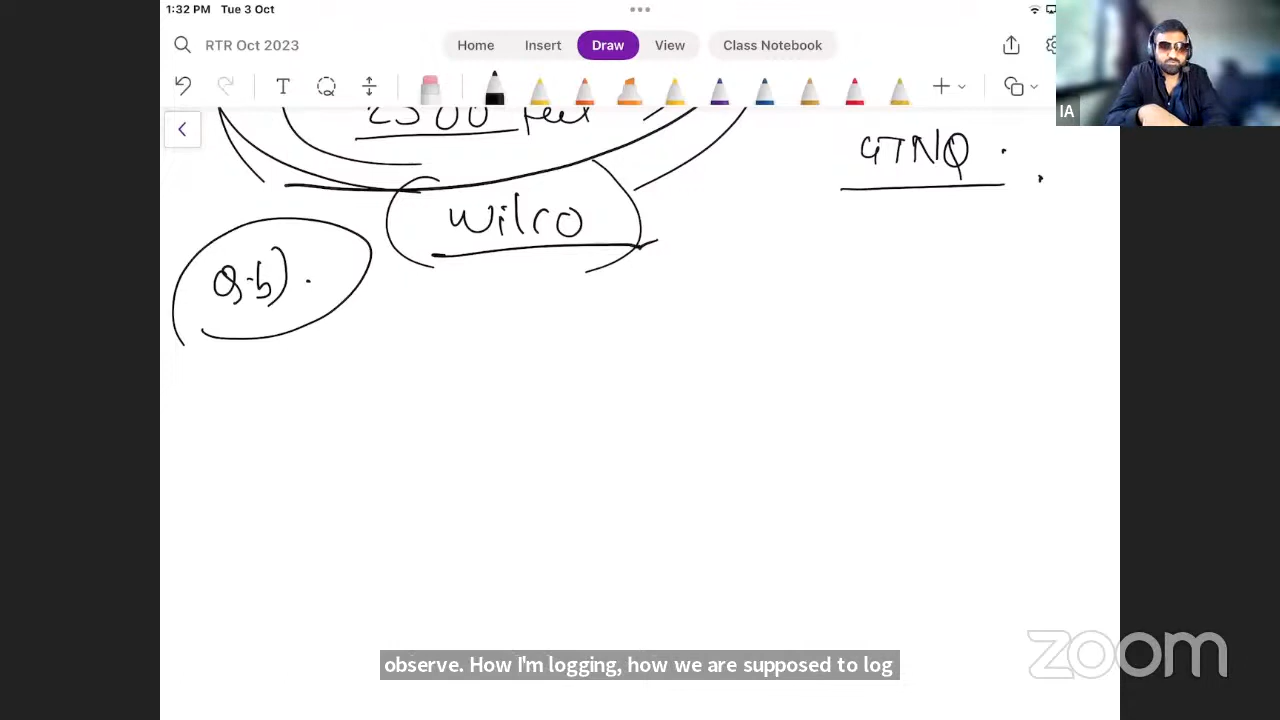 1:32 PM Tue 3 Oct
RTR Oct 2023
Home Insert Draw View Class Notebook
T
IA
2500 feet
GTNQ .
Wilco
Q.b) .
observe. How I'm logging, how we are supposed to log
zoom